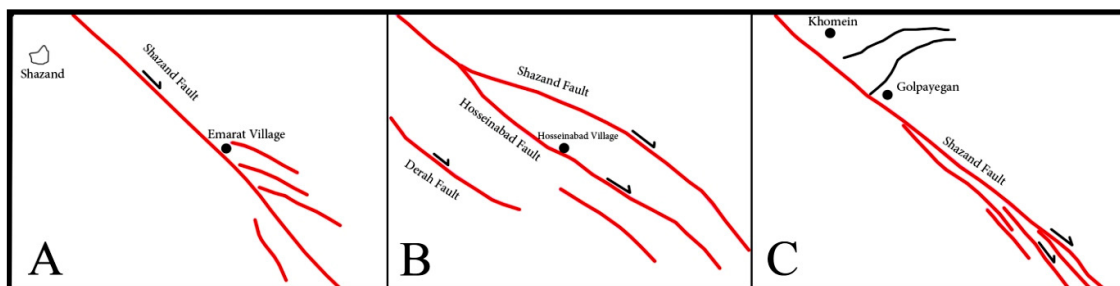 Shazand
Shazand Fault
Emarat Village
A
Shazand Fault
Hosseinabad Fault
Hosseinabad Village
Derah Fault
B
Khomein
Golpayegan
Shazand Fault
C